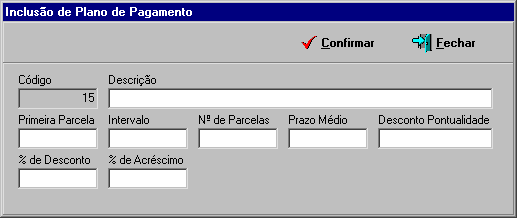 Inclusão de Plano de Pagamento
Confirmar Fechar
Código Descrição
15
Primeira Parcela Intervalo Nº de Parcelas Prazo Médio Desconto Pontualidade
% de Desconto % de Acréscimo